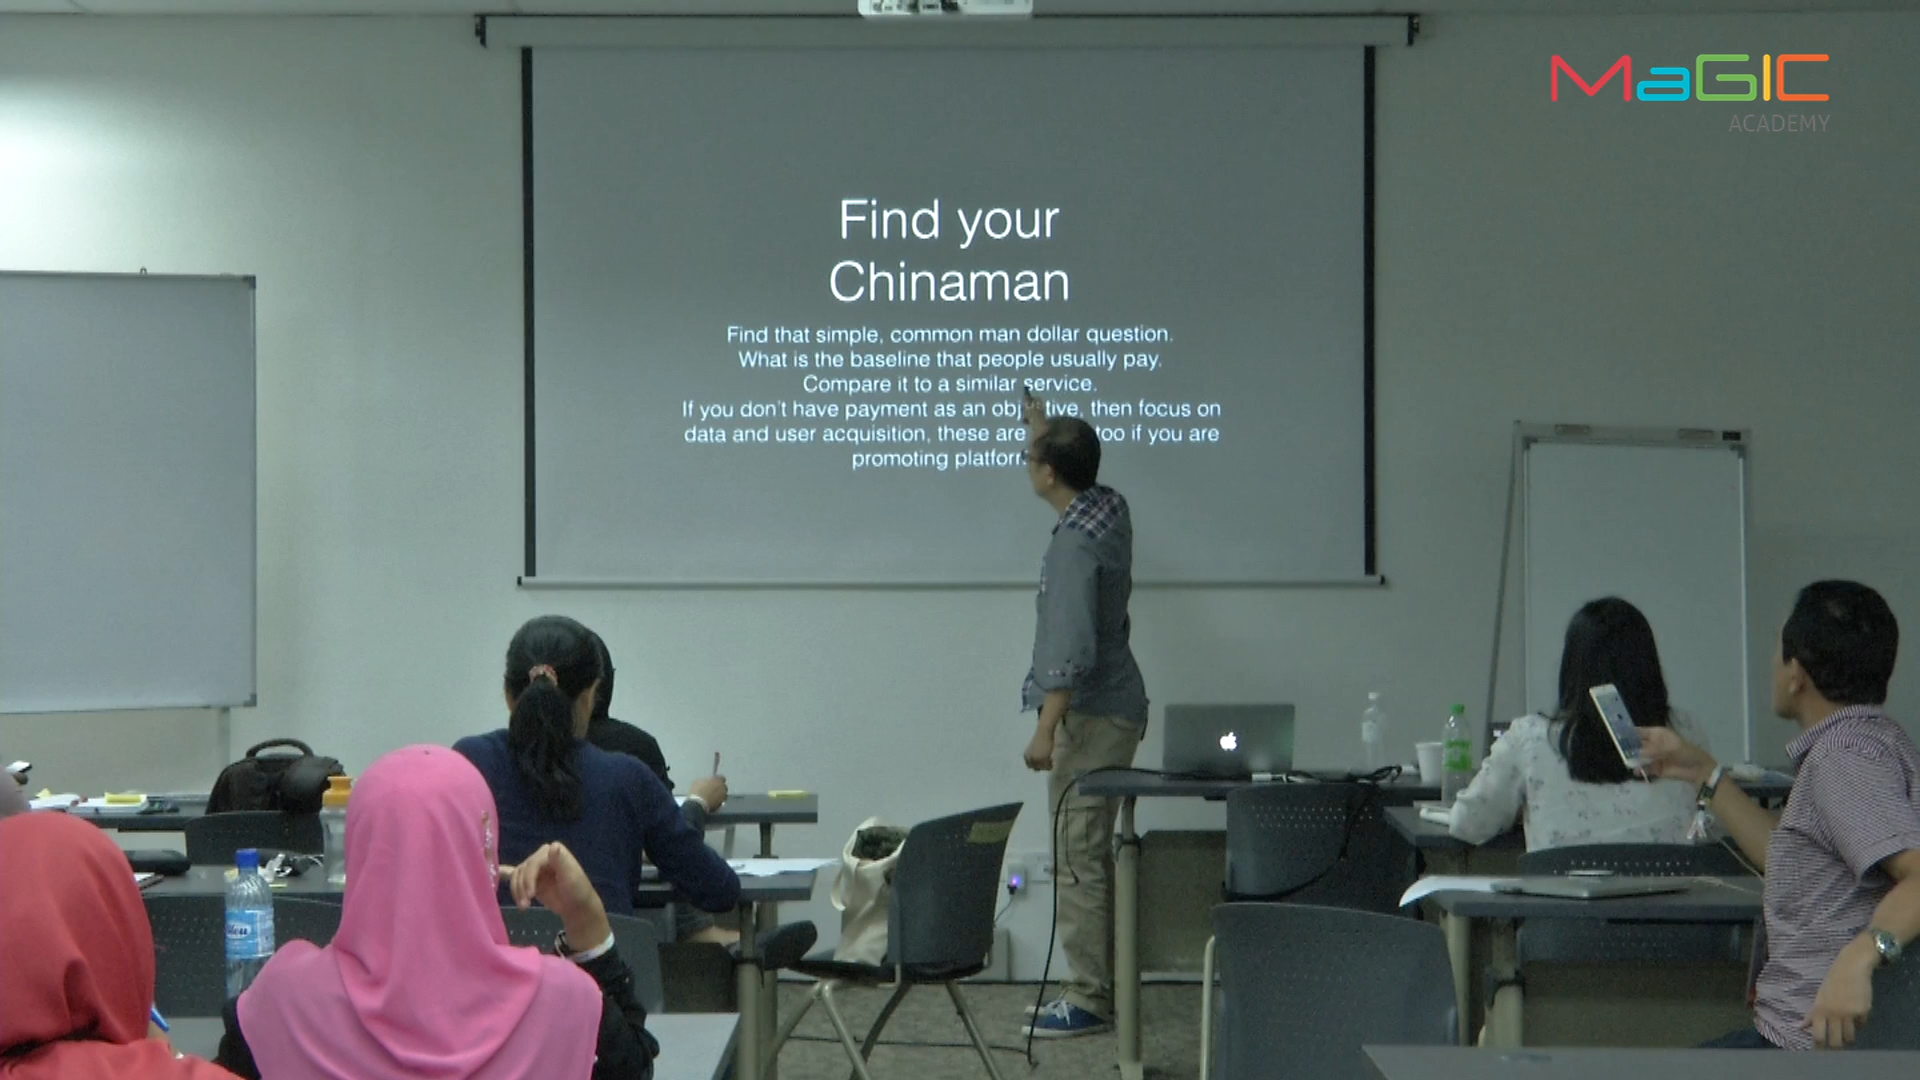 MaGIC
ACADEMY
Find your
Chinaman
Find that simple, common man dollar question.
What is the baseline that people usually pay.
Compare it to a similar service.
If you don't have payment as an objective, then focus on
data and user acquisition, these are too if you are
promoting platform